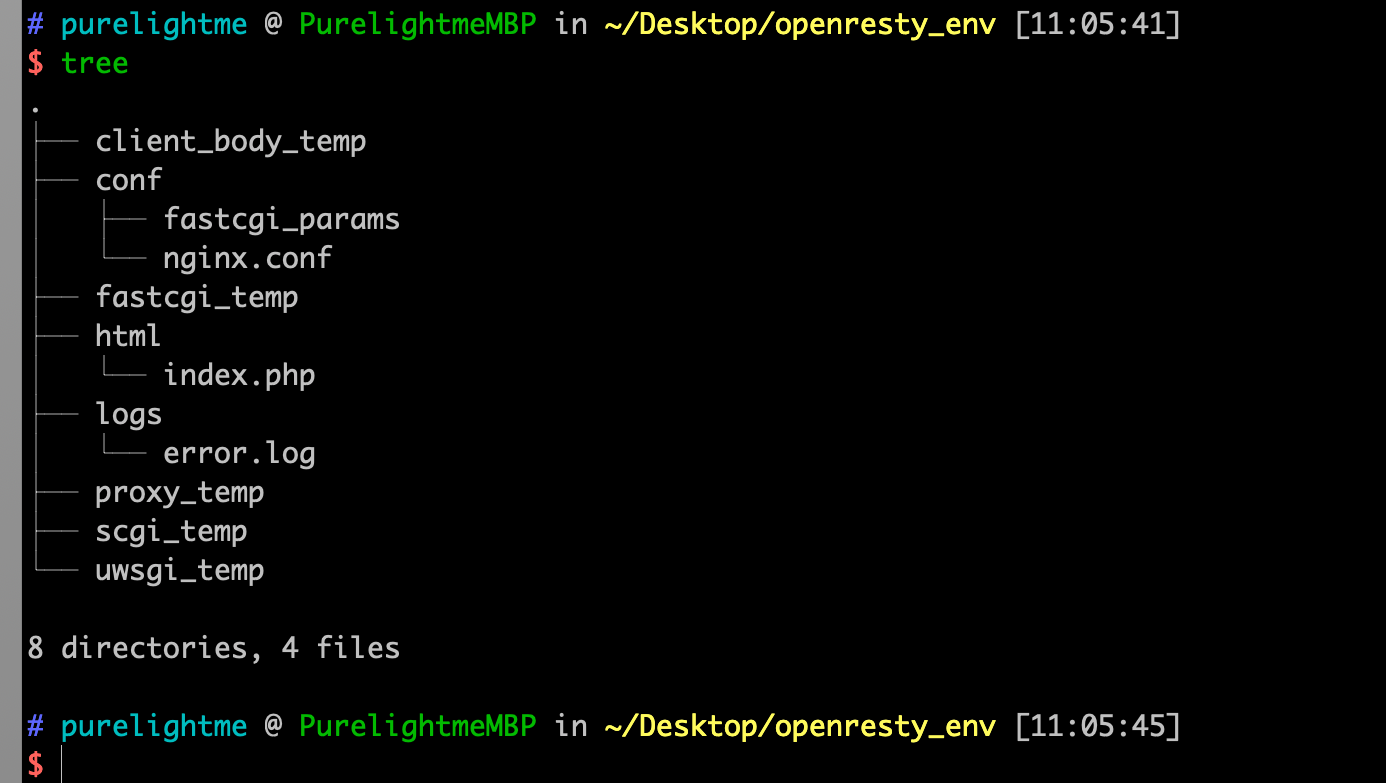 # purelightme @ PurelightmeMBP in ~/Desktop/openresty_env [11:05:41]
$ tree
.
├── client_body_temp
├── conf
│   ├── fastcgi_params
│   └── nginx.conf
├── fastcgi_temp
├── html
│   └── index.php
├── logs
│   └── error.log
├── proxy_temp
├── scgi_temp
└── uwsgi_temp
8 directories, 4 files
# purelightme @ PurelightmeMBP in ~/Desktop/openresty_env [11:05:45]
$